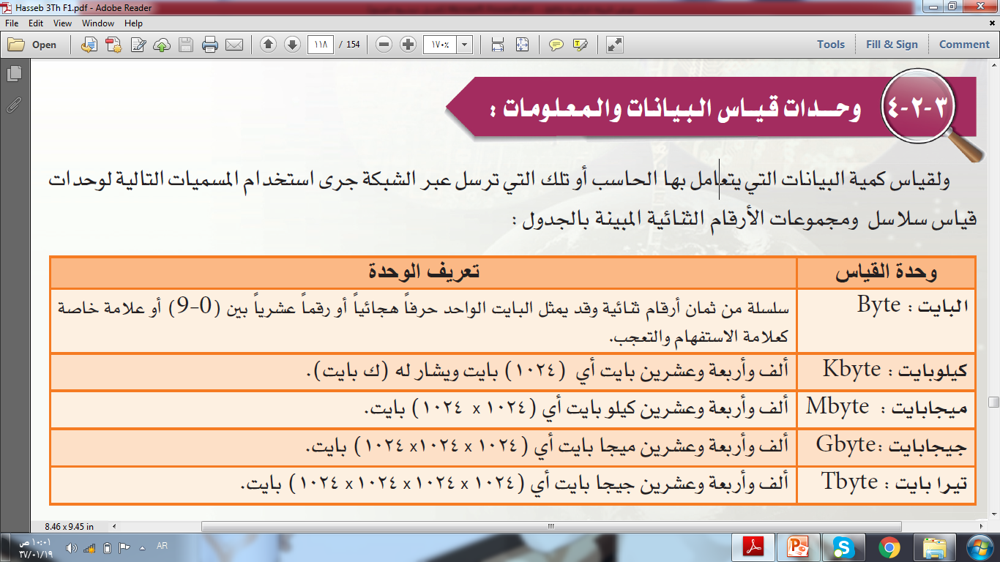 Hasseb 3Th F1.pdf - Adobe Reader
File Edit View Window Help
Open ١١٨ / 154 ١٧٠% Tools Fill & Sign Comment
٣-٢-٤ وحـدات قيـاس الـبيـانـات والـمـعـلـومـات :
ولقياس كمية البيانات التي يتعامل بها الحاسب أو تلك التي ترسل عبر الشبكة جرى استخدام المسميات التالية لوحدات
قياس سلاسل ومجموعات الأرقام الثنائية المبينة بالجدول :
وحدة القياس تعريف الوحدة
البايت : Byte سلسلة من ثمان أرقام ثنائية وقد يمثل البايت الواحد حرفاً هجائياً أو رقماً عشرياً بين (0-9) أو علامة خاصة
كعلامة الاستفهام والتعجب.
كيلوبايت : Kbyte ألف وأربعة وعشرين بايت أي (١٠٢٤) بايت ويشار له (ك بايت).
ميجابايت : Mbyte ألف وأربعة وعشرين كيلو بايت أي (١٠٢٤ x ١٠٢٤) بايت.
جيجابايت :Gbyte ألف وأربعة وعشرين ميجا بايت أي (١٠٢٤ x ١٠٢٤ x١٠٢٤) بايت.
تيرا بايت : Tbyte ألف وأربعة وعشرين جيجا بايت أي (١٠٢٤ x ١٠٢٤ x ١٠٢٤ x ١٠٢٤) بايت.
8.46 x 9.45 in
AR ١٠:٠١ ص
٣٧/٠١/١٩